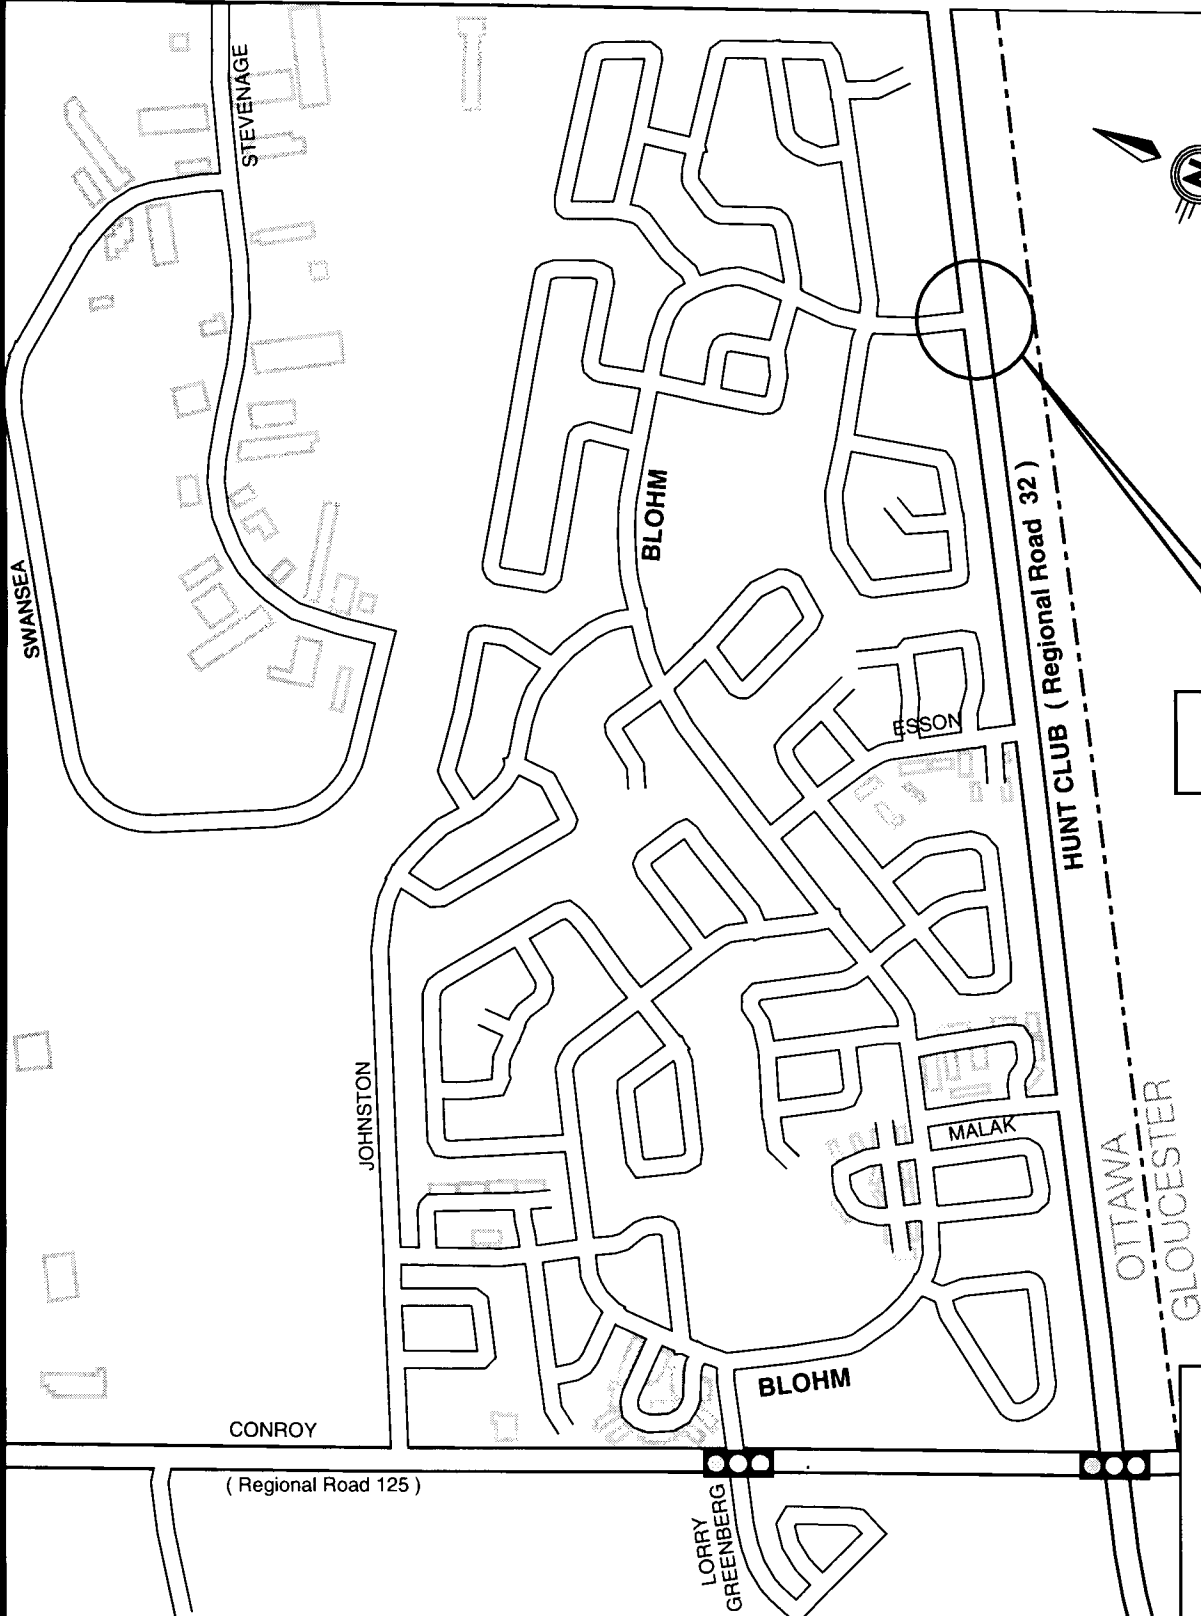 STEVENAGE
N
SWANSEA
BLOHM
HUNT CLUB ( Regional Road 32 )
ESSON
JOHNSTON
MALAK
OTTAWA
GLOUCESTER
BLOHM
CONROY
( Regional Road 125 )
LORRY
GREENBERG